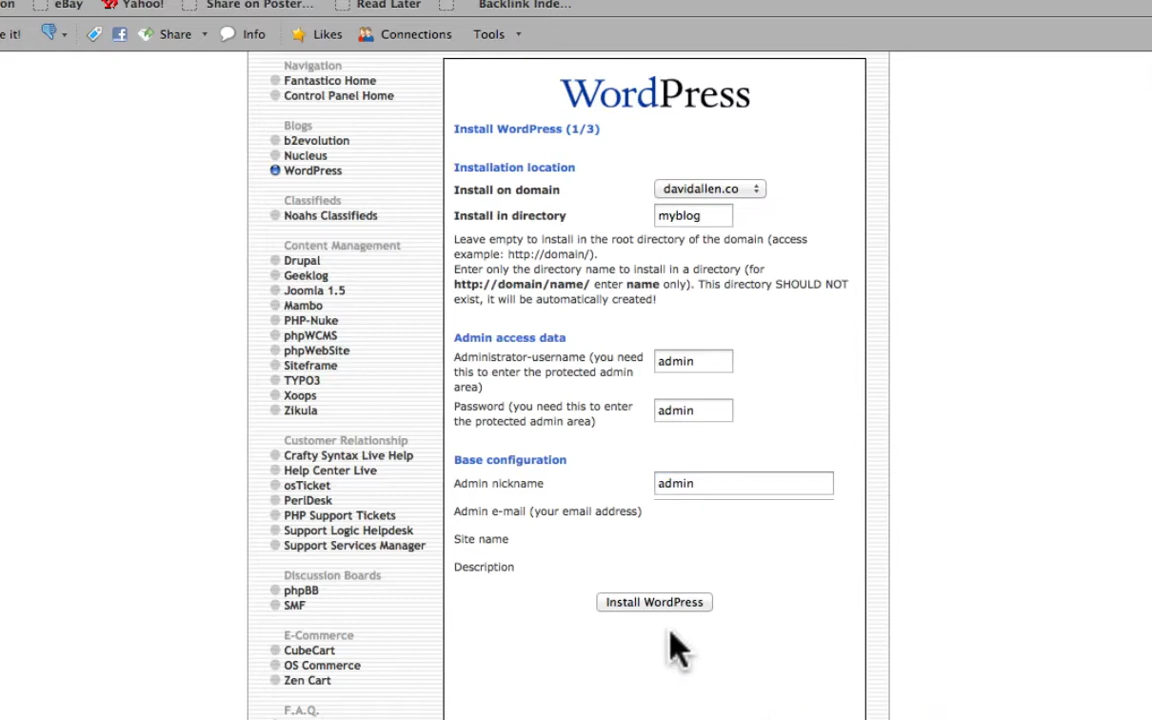 on eBay Yahoo! Share on Poster... Read Later Backlink Inde...
e it! Share Info Likes Connections Tools
Navigation
Fantastico Home
Control Panel Home
Blogs
b2evolution
Nucleus
WordPress
Classifieds
Noahs Classifieds
Content Management
Drupal
Geeklog
Joomla 1.5
Mambo
PHP-Nuke
phpWCMS
phpWebSite
Siteframe
TYPO3
Xoops
Zikula
Customer Relationship
Crafty Syntax Live Help
Help Center Live
osTicket
PerlDesk
PHP Support Tickets
Support Logic Helpdesk
Support Services Manager
Discussion Boards
phpBB
SMF
E-Commerce
CubeCart
OS Commerce
Zen Cart
F.A.Q.
WordPress
Install WordPress (1/3)
Installation location
Install on domain davidallen.co
Install in directory myblog
Leave empty to install in the root directory of the domain (access
example: http://domain/).
Enter only the directory name to install in a directory (for
http://domain/name/ enter name only). This directory SHOULD NOT
exist, it will be automatically created!
Admin access data
Administrator-username (you need
this to enter the protected admin
area)
admin
Password (you need this to enter
the protected admin area)
admin
Base configuration
Admin nickname admin
Admin e-mail (your email address)
Site name
Description
Install WordPress